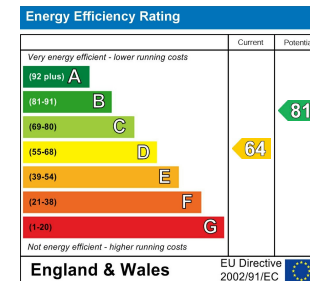 Energy Efficiency Rating
Current Potentia
Very energy efficient - lower running costs
(92 plus) A
(81-91) B
81
(69-80) C
(55-68) D
64
(39-54) E
(21-38) F
(1-20) G
Not energy efficient - higher running costs
England & Wales
EU Directive
2002/91/EC